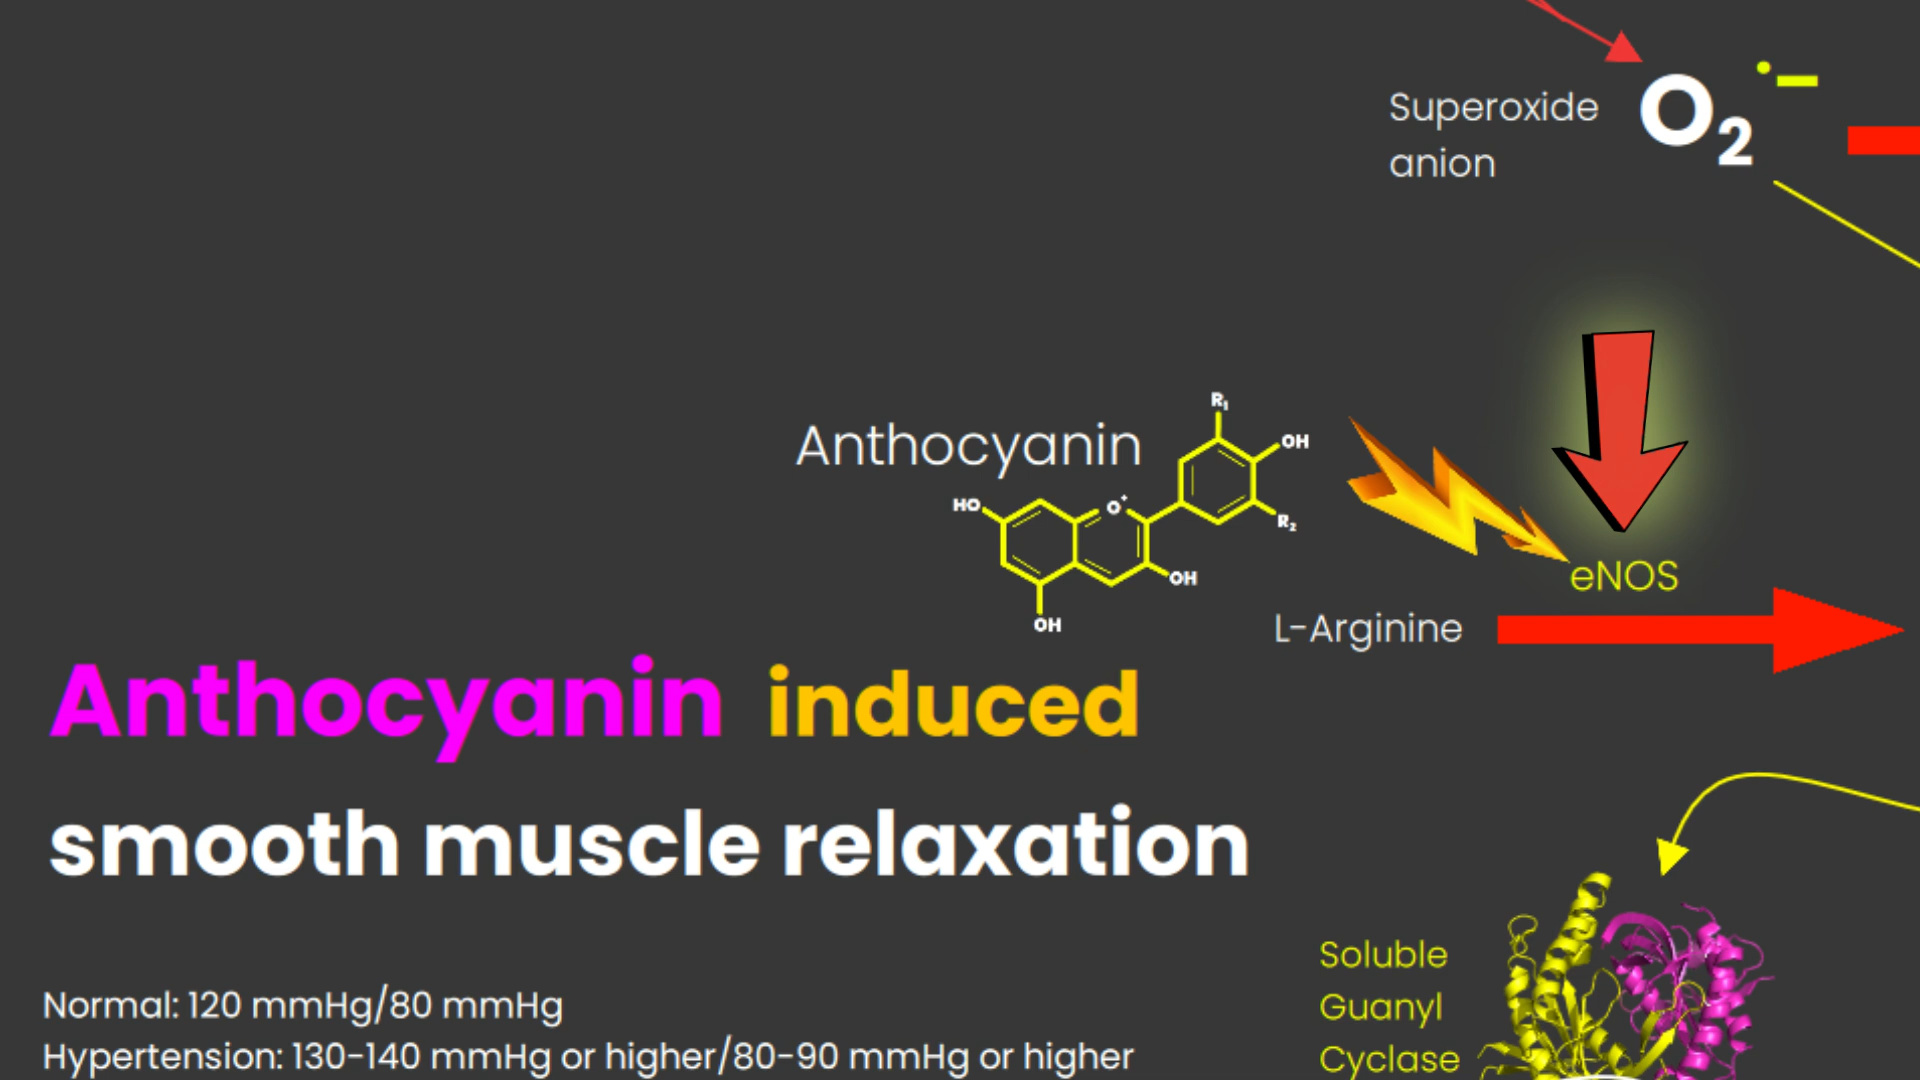 Superoxide
anion
O₂•−
Anthocyanin
R₁
OH
HO
O⁺
R₂
OH
OH
eNOS
L-Arginine
Anthocyanin induced
smooth muscle relaxation
Normal: 120 mmHg/80 mmHg
Hypertension: 130-140 mmHg or higher/80-90 mmHg or higher
Soluble
Guanyl
Cyclase